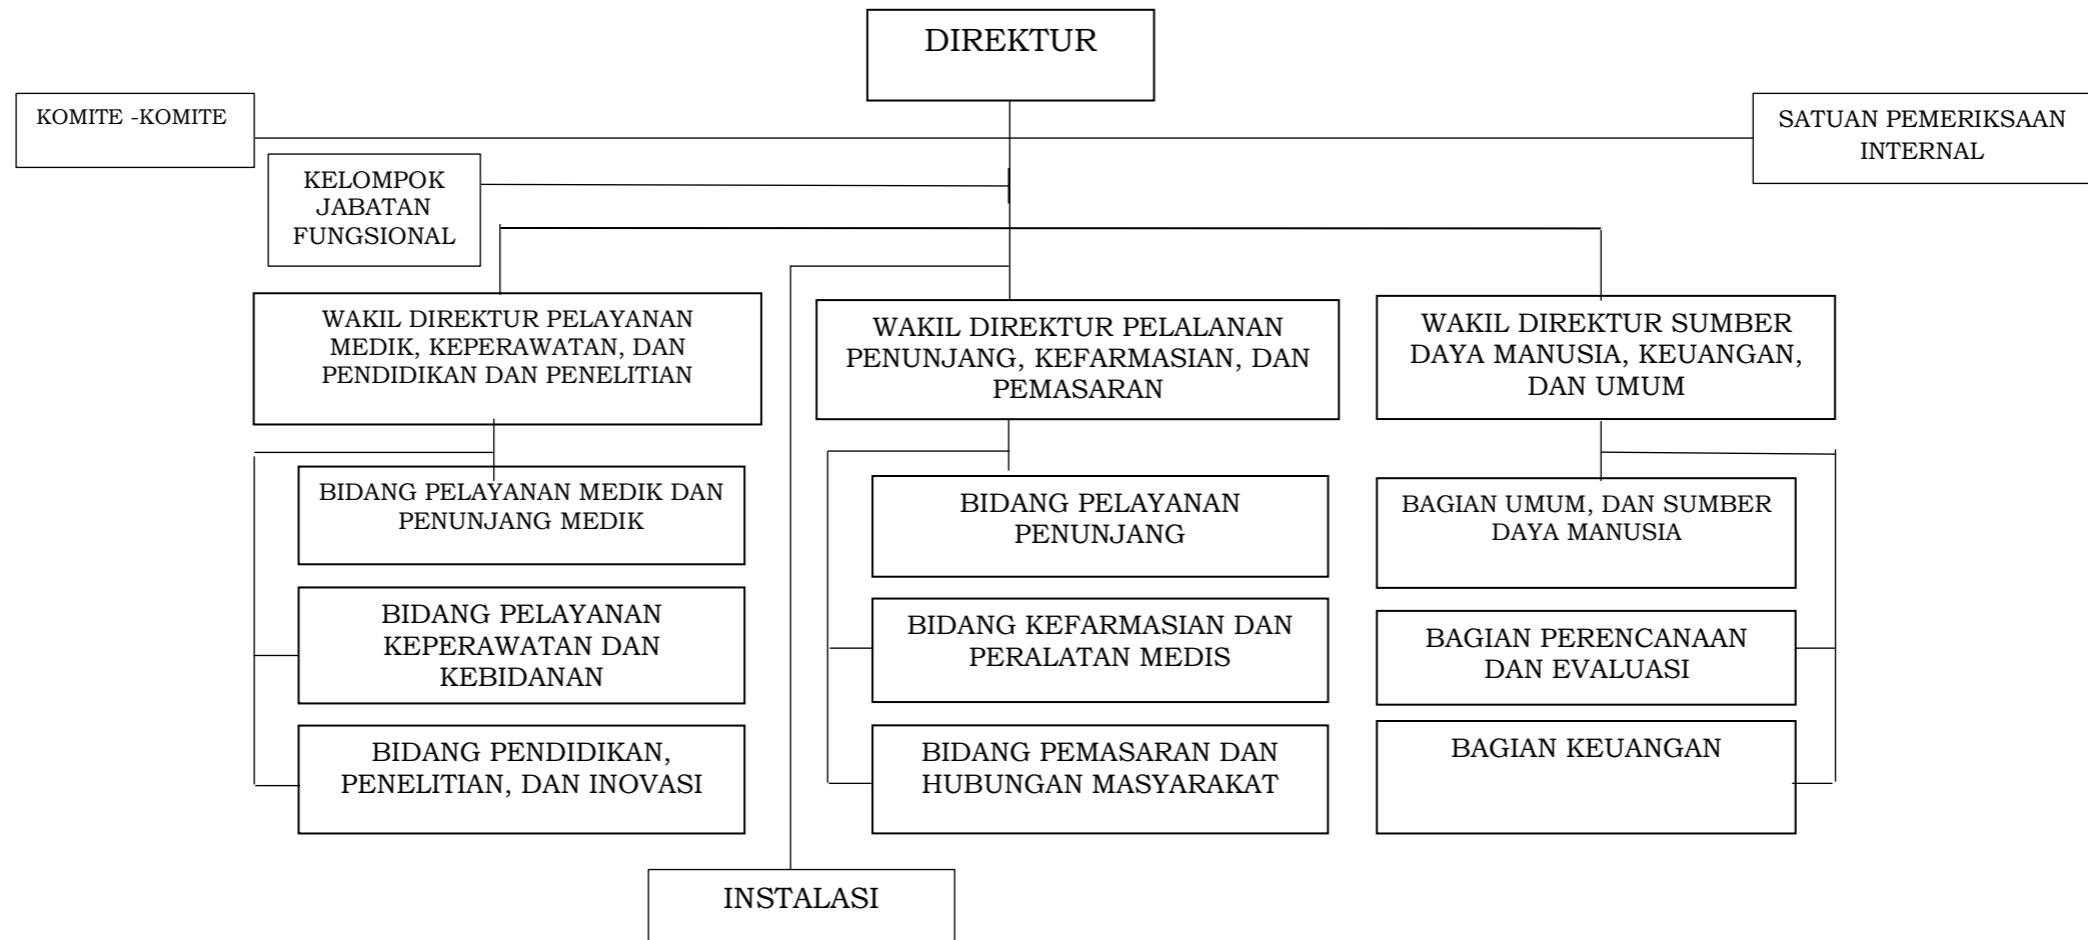 DIREKTUR
KOMITE -KOMITE
SATUAN PEMERIKSAAN
INTERNAL
KELOMPOK
JABATAN
FUNGSIONAL
WAKIL DIREKTUR PELAYANAN
MEDIK, KEPERAWATAN, DAN
PENDIDIKAN DAN PENELITIAN
WAKIL DIREKTUR PELALANAN
PENUNJANG, KEFARMASIAN, DAN
PEMASARAN
WAKIL DIREKTUR SUMBER
DAYA MANUSIA, KEUANGAN,
DAN UMUM
BIDANG PELAYANAN MEDIK DAN
PENUNJANG MEDIK
BIDANG PELAYANAN
PENUNJANG
BAGIAN UMUM, DAN SUMBER
DAYA MANUSIA
BIDANG PELAYANAN
KEPERAWATAN DAN
KEBIDANAN
BIDANG KEFARMASIAN DAN
PERALATAN MEDIS
BAGIAN PERENCANAAN
DAN EVALUASI
BIDANG PENDIDIKAN,
PENELITIAN, DAN INOVASI
BIDANG PEMASARAN DAN
HUBUNGAN MASYARAKAT
BAGIAN KEUANGAN
INSTALASI